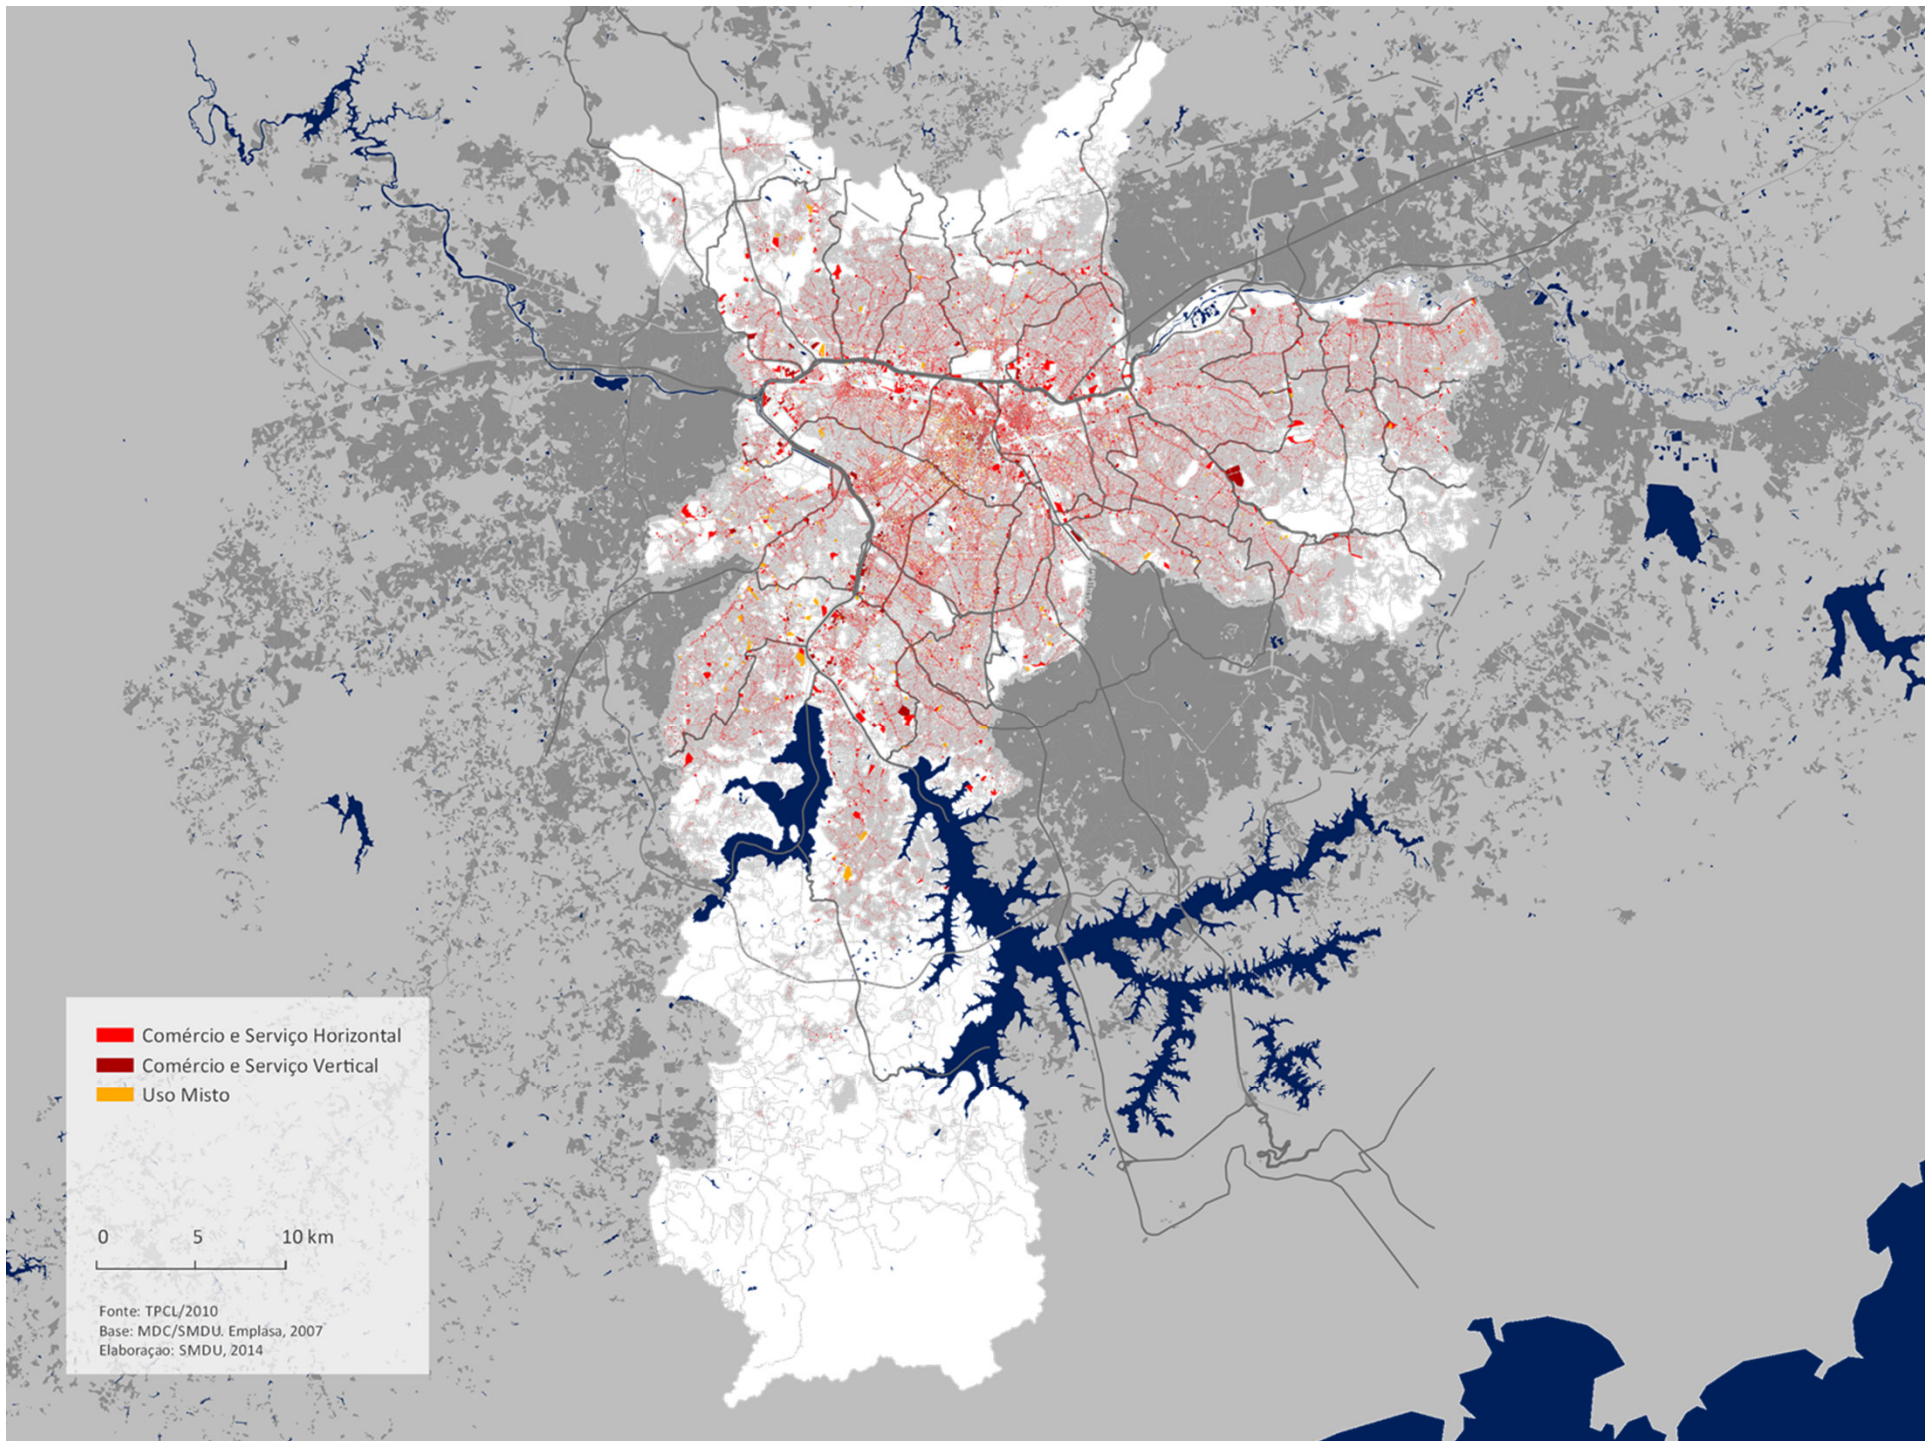 Comércio e Serviço Horizontal
Comércio e Serviço Vertical
Uso Misto
0 5 10 km
Fonte: TPCL/2010
Base: MDC/SMDU. Emplasa, 2007
Elaboraçao: SMDU, 2014